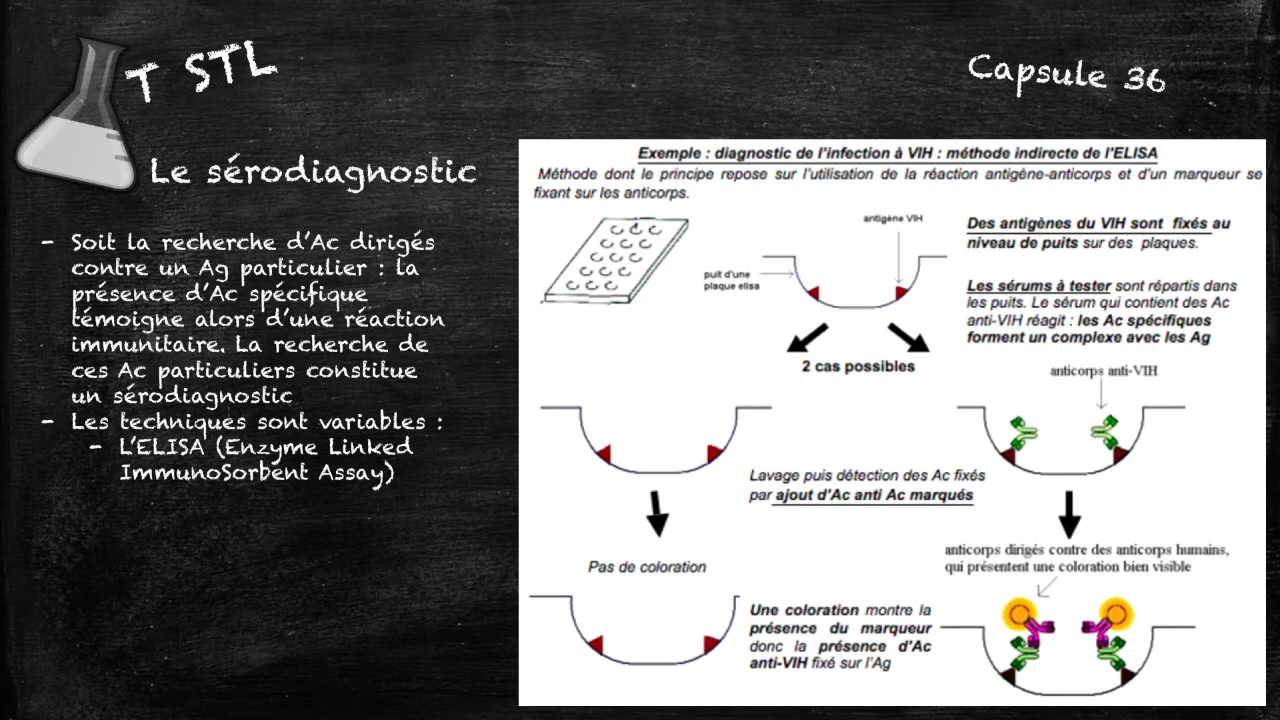 T STL
Capsule 36
Le sérodiagnostic
- Soit la recherche d'Ac dirigés
contre un Ag particulier : la
présence d'Ac spécifique
témoigne alors d'une réaction
immunitaire. La recherche de
ces Ac particuliers constitue
un sérodiagnostic
- Les techniques sont variables :
- L'ELISA (Enzyme Linked
ImmunoSorbent Assay)
Exemple : diagnostic de l'infection à VIH : méthode indirecte de l'ELISA
Méthode dont le principe repose sur l'utilisation de la réaction antigène-anticorps et d'un marqueur se
fixant sur les anticorps.
antigène VIH
puit d'une
plaque elisa
Des antigènes du VIH sont fixés au
niveau de puits sur des plaques.
Les sérums à tester sont répartis dans
les puits. Le sérum qui contient des Ac
anti-VIH réagit : les Ac spécifiques
forment un complexe avec les Ag
2 cas possibles
anticorps anti-VIH
Lavage puis détection des Ac fixés
par ajout d'Ac anti Ac marqués
Pas de coloration
anticorps dirigés contre des anticorps humains,
qui présentent une coloration bien visible
Une coloration montre la
présence du marqueur
donc la présence d'Ac
anti-VIH fixé sur l'Ag